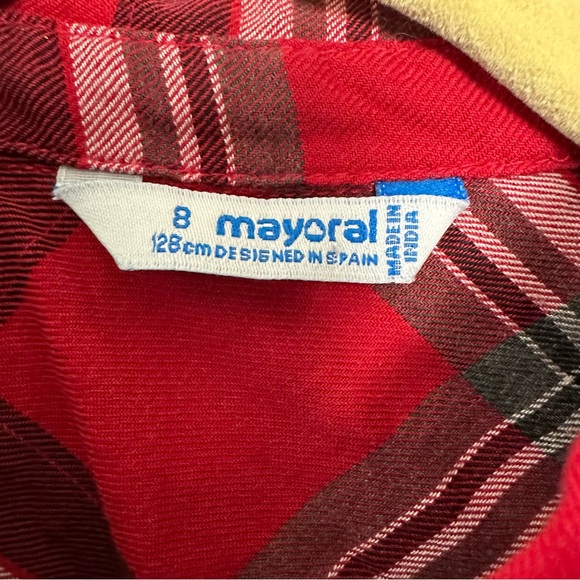 8 mayoral
128cm DESIGNED IN SPAIN
MADE IN
INDIA